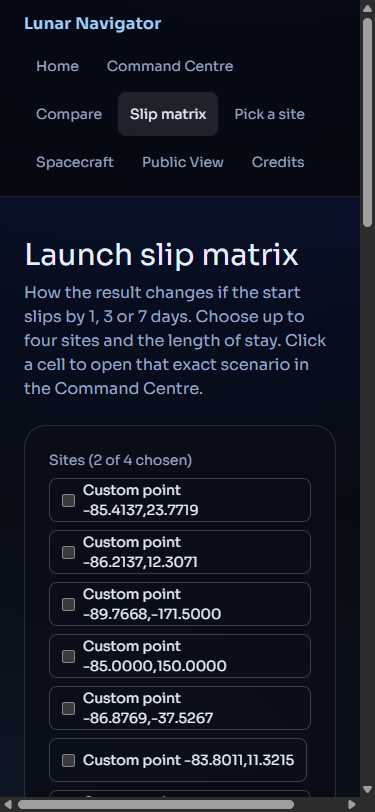 Lunar Navigator
Home Command Centre
Compare Slip matrix Pick a site
Spacecraft Public View Credits
Launch slip matrix
How the result changes if the start
slips by 1, 3 or 7 days. Choose up to
four sites and the length of stay. Click
a cell to open that exact scenario in
the Command Centre.
Sites (2 of 4 chosen)
Custom point
-85.4137,23.7719
Custom point
-86.2137,12.3071
Custom point
-89.7668,-171.5000
Custom point
-85.0000,150.0000
Custom point
-86.8769,-37.5267
Custom point -83.8011,11.3215